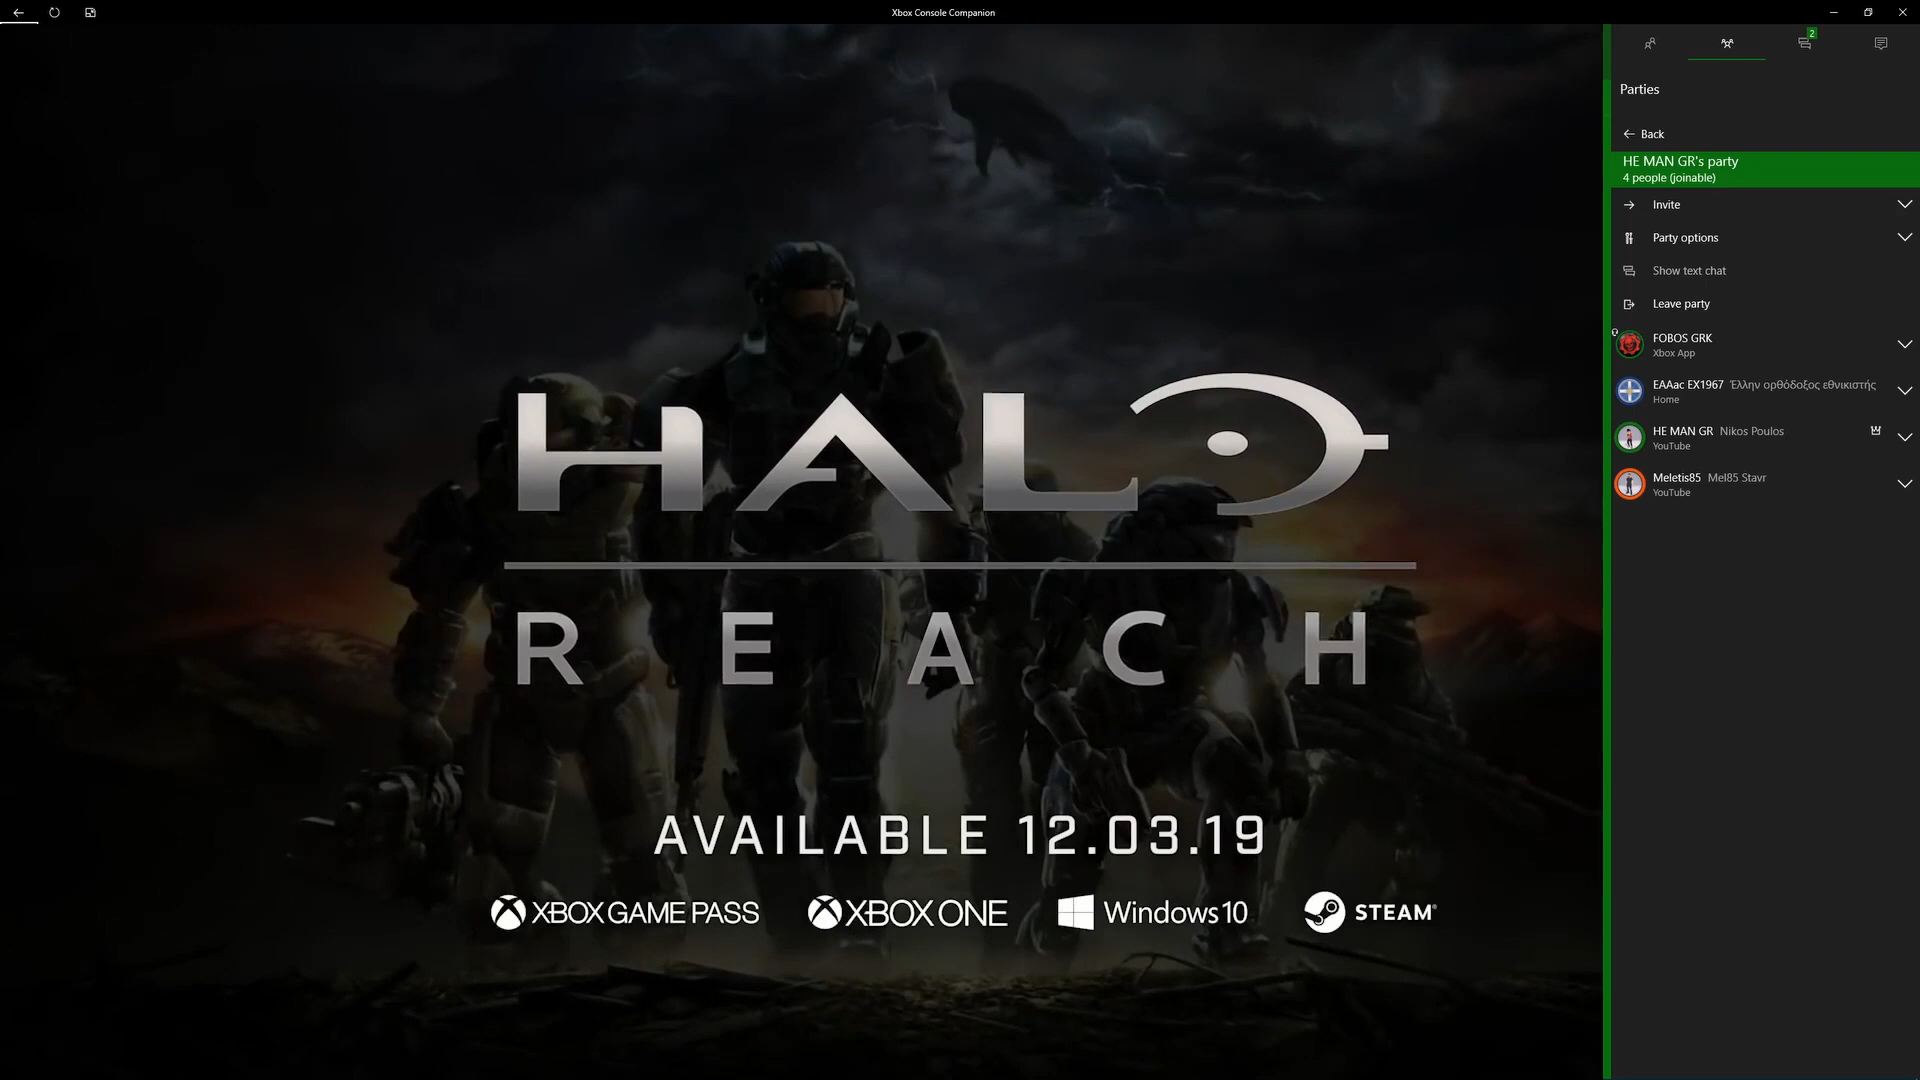 Xbox Console Companion
2
Parties
Back
HE MAN GR's party
4 people (joinable)
Invite
Party options
Show text chat
Leave party
FOBOS GRK
Xbox App
EAAac EX1967 Έλλην ορθόδοξος εθνικιστής
Home
HE MAN GR Nikos Poulos
YouTube
Meletis85 Mel85 Stavr
YouTube
HALO
REACH
AVAILABLE 12.03.19
XBOX GAME PASS
XBOX ONE
Windows 10
STEAM®